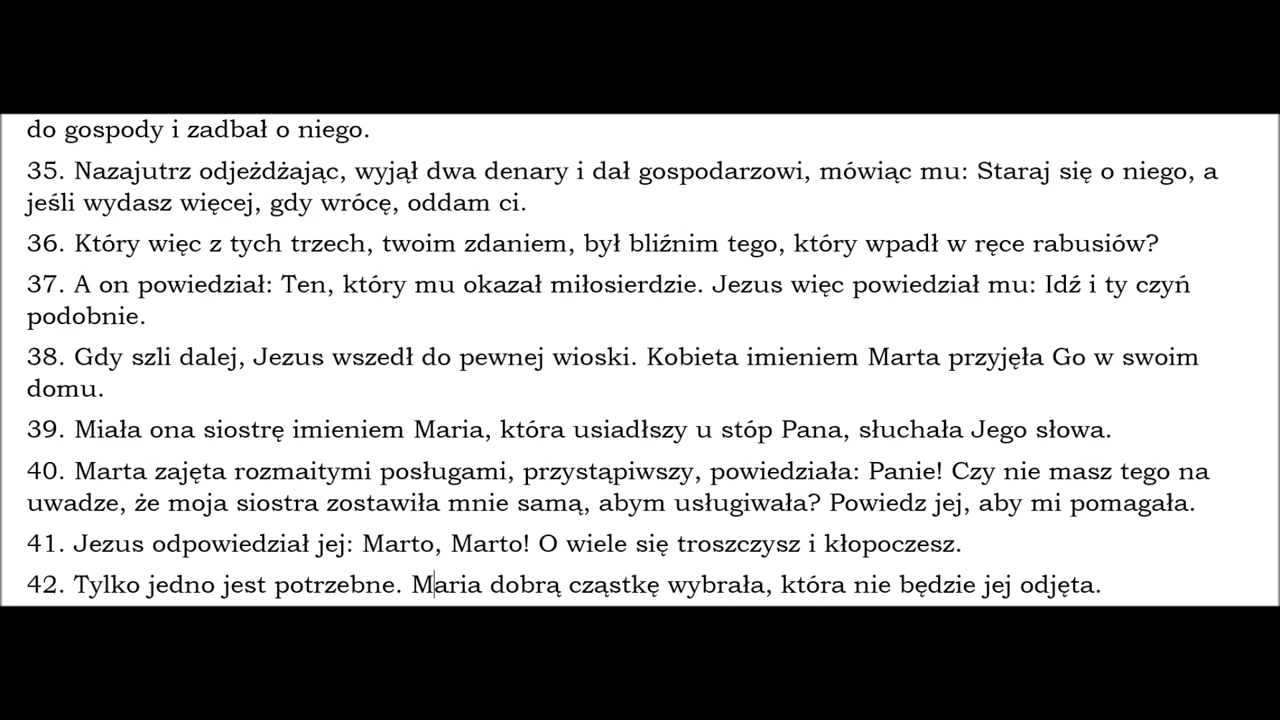 do gospody i zadbał o niego.
35. Nazajutrz odjeżdżając, wyjął dwa denary i dał gospodarzowi, mówiąc mu: Staraj się o niego, a
jeśli wydasz więcej, gdy wrócę, oddam ci.
36. Który więc z tych trzech, twoim zdaniem, był bliźnim tego, który wpadł w ręce rabusiów?
37. A on powiedział: Ten, który mu okazał miłosierdzie. Jezus więc powiedział mu: Idź i ty czyń
podobnie.
38. Gdy szli dalej, Jezus wszedł do pewnej wioski. Kobieta imieniem Marta przyjęła Go w swoim
domu.
39. Miała ona siostrę imieniem Maria, która usiadłszy u stóp Pana, słuchała Jego słowa.
40. Marta zajęta rozmaitymi posługami, przystąpiwszy, powiedziała: Panie! Czy nie masz tego na
uwadze, że moja siostra zostawiła mnie samą, abym usługiwała? Powiedz jej, aby mi pomagała.
41. Jezus odpowiedział jej: Marto, Marto! O wiele się troszczysz i kłopoczesz.
42. Tylko jedno jest potrzebne. Maria dobrą cząstkę wybrała, która nie będzie jej odjęta.